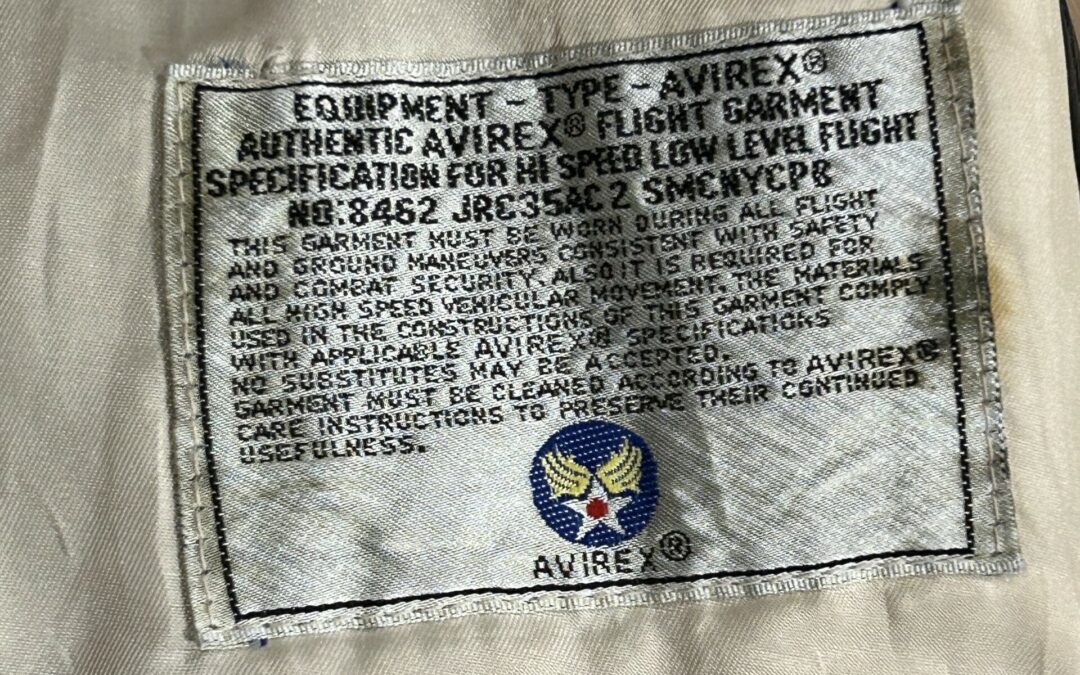 EQUIPMENT - TYPE - AVIREX®
AUTHENTIC AVIREX® FLIGHT GARMENT
SPECIFICATION FOR HI SPEED LOW LEVEL FLIGHT
NO:8462 JRC35AC2 SMCNYCPB
THIS GARMENT MUST BE WORN DURING ALL FLIGHT
AND GROUND MANEUVERS CONSISTENT WITH SAFETY
AND COMBAT SECURITY. ALSO IT IS REQUIRED FOR
ALL HIGH SPEED VEHICULAR MOVEMENT. THE MATERIALS
USED IN THE CONSTRUCTIONS OF THIS GARMENT COMPLY
WITH APPLICABLE AVIREX® SPECIFICATIONS
NO SUBSTITUTES MAY BE ACCEPTED.
GARMENT MUST BE CLEANED ACCORDING TO AVIREX®
CARE INSTRUCTIONS TO PRESERVE THEIR CONTINUED
USEFULNESS.
AVIREX®